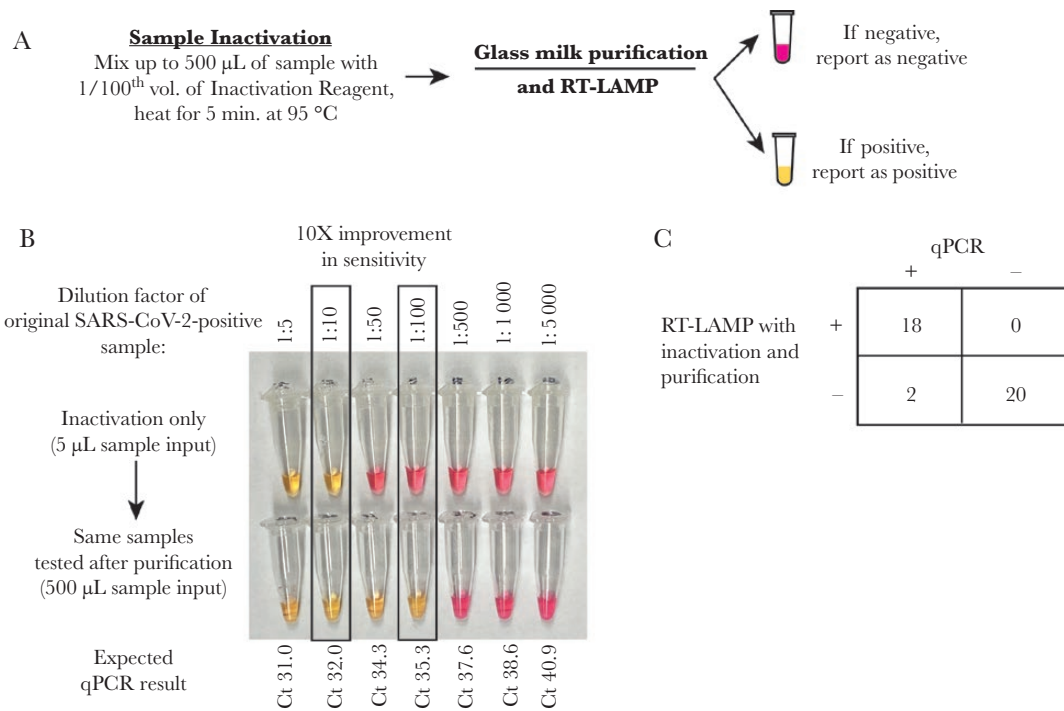 A
Sample Inactivation
Mix up to 500 μL of sample with
1/100th vol. of Inactivation Reagent,
heat for 5 min. at 95 °C
Glass milk purification
and RT-LAMP
If negative,
report as negative
If positive,
report as positive
B
10X improvement
in sensitivity
Dilution factor of
original SARS-CoV-2-positive
sample:
1:5
1:10
1:50
1:100
1:500
1:1000
1:5000
Inactivation only
(5 μL sample input)
Same samples
tested after purification
(500 μL sample input)
Expected
qPCR result
Ct 31.0
Ct 32.0
Ct 34.3
Ct 35.3
Ct 37.6
Ct 38.6
Ct 40.9
C
qPCR
+ –
RT-LAMP with
inactivation and
purification
+ 18 0
– 2 20